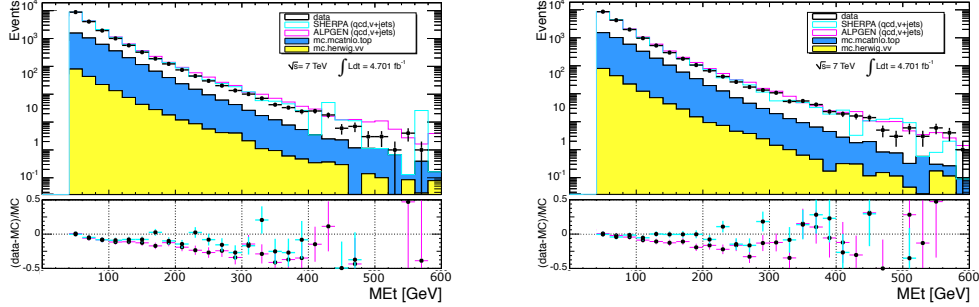 Events
10⁴
10³
10²
10
1
10⁻¹
data
SHERPA (qcd,v+jets)
ALPGEN (qcd,v+jets)
mc.mcatnlo.top
mc.herwig.vv
√s= 7 TeV ∫ Ldt = 4.701 fb⁻¹
(data-MC)/MC
0.5
0
-0.5
100 200 300 400 500 600
MEt [GeV]
Events
10⁴
10³
10²
10
1
10⁻¹
data
SHERPA (qcd,v+jets)
ALPGEN (qcd,v+jets)
mc.mcatnlo.top
mc.herwig.vv
√s= 7 TeV ∫ Ldt = 4.701 fb⁻¹
(data-MC)/MC
0.5
0
-0.5
100 200 300 400 500 600
MEt [GeV]